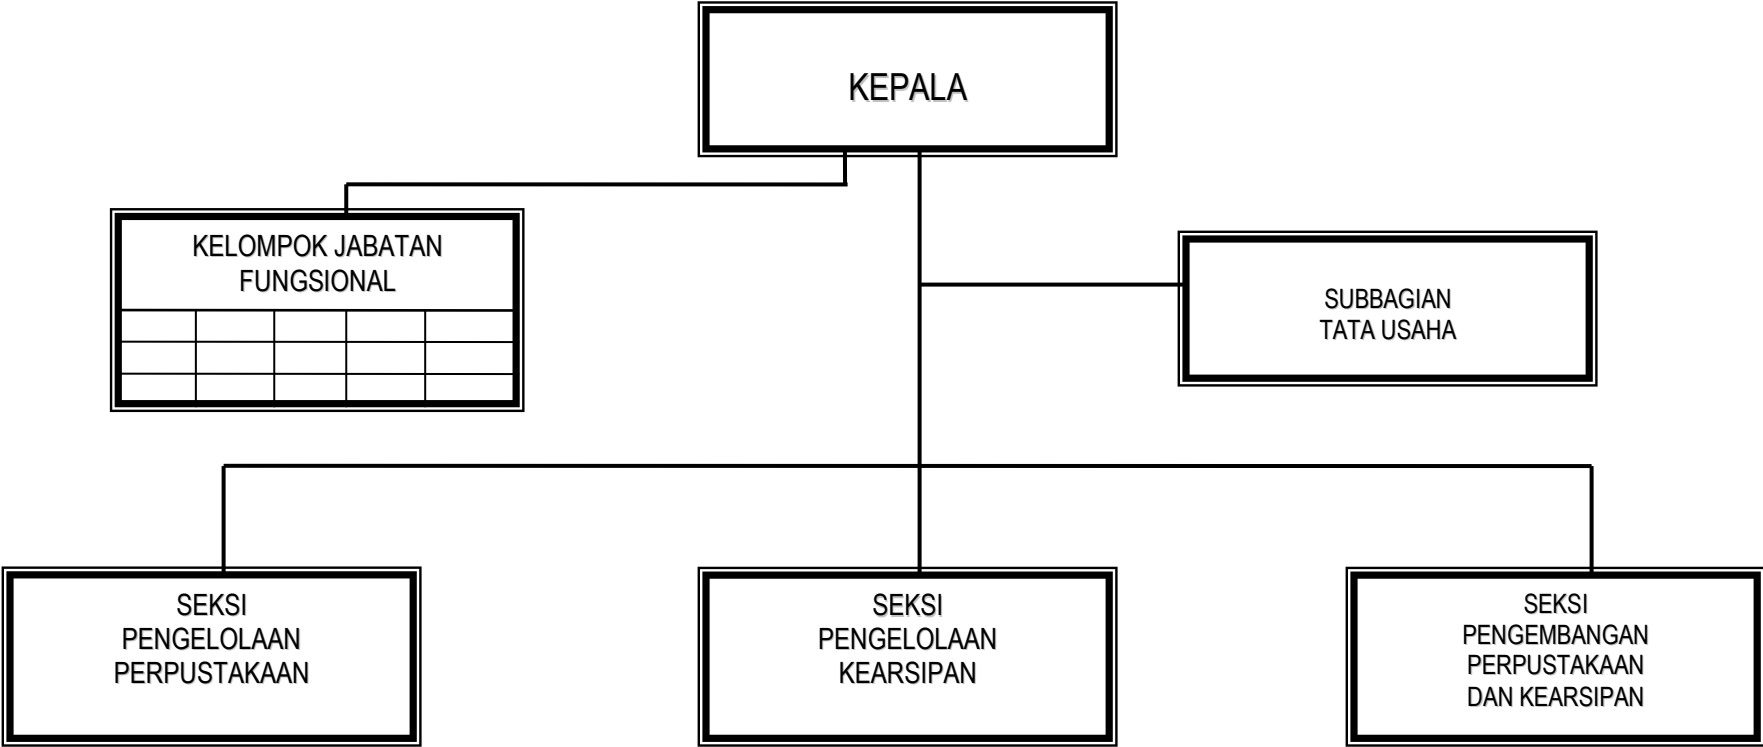 KEPALA
KELOMPOK JABATAN
FUNGSIONAL
SUBBAGIAN
TATA USAHA
SEKSI
PENGELOLAAN
PERPUSTAKAAN
SEKSI
PENGELOLAAN
KEARSIPAN
SEKSI
PENGEMBANGAN
PERPUSTAKAAN
DAN KEARSIPAN